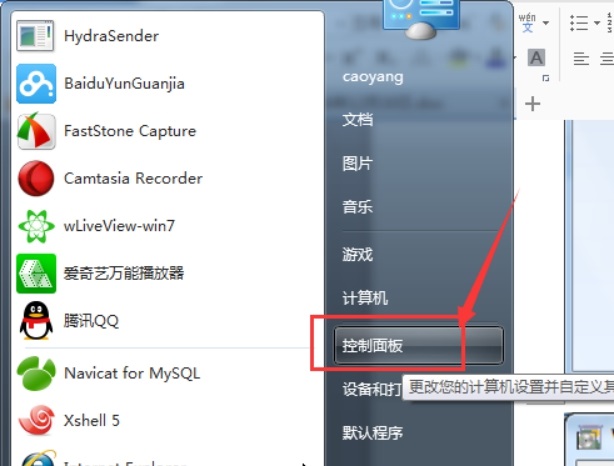 HydraSender
BaiduYunGuanjia
FastStone Capture
Camtasia Recorder
wLiveView-win7
爱奇艺万能播放器
腾讯QQ
Navicat for MySQL
Xshell 5
Internet Explorer
caoyang
文档
图片
音乐
游戏
计算机
控制面板
设备和打
更改您的计算机设置并自定义其
默认程序
wén
文
A